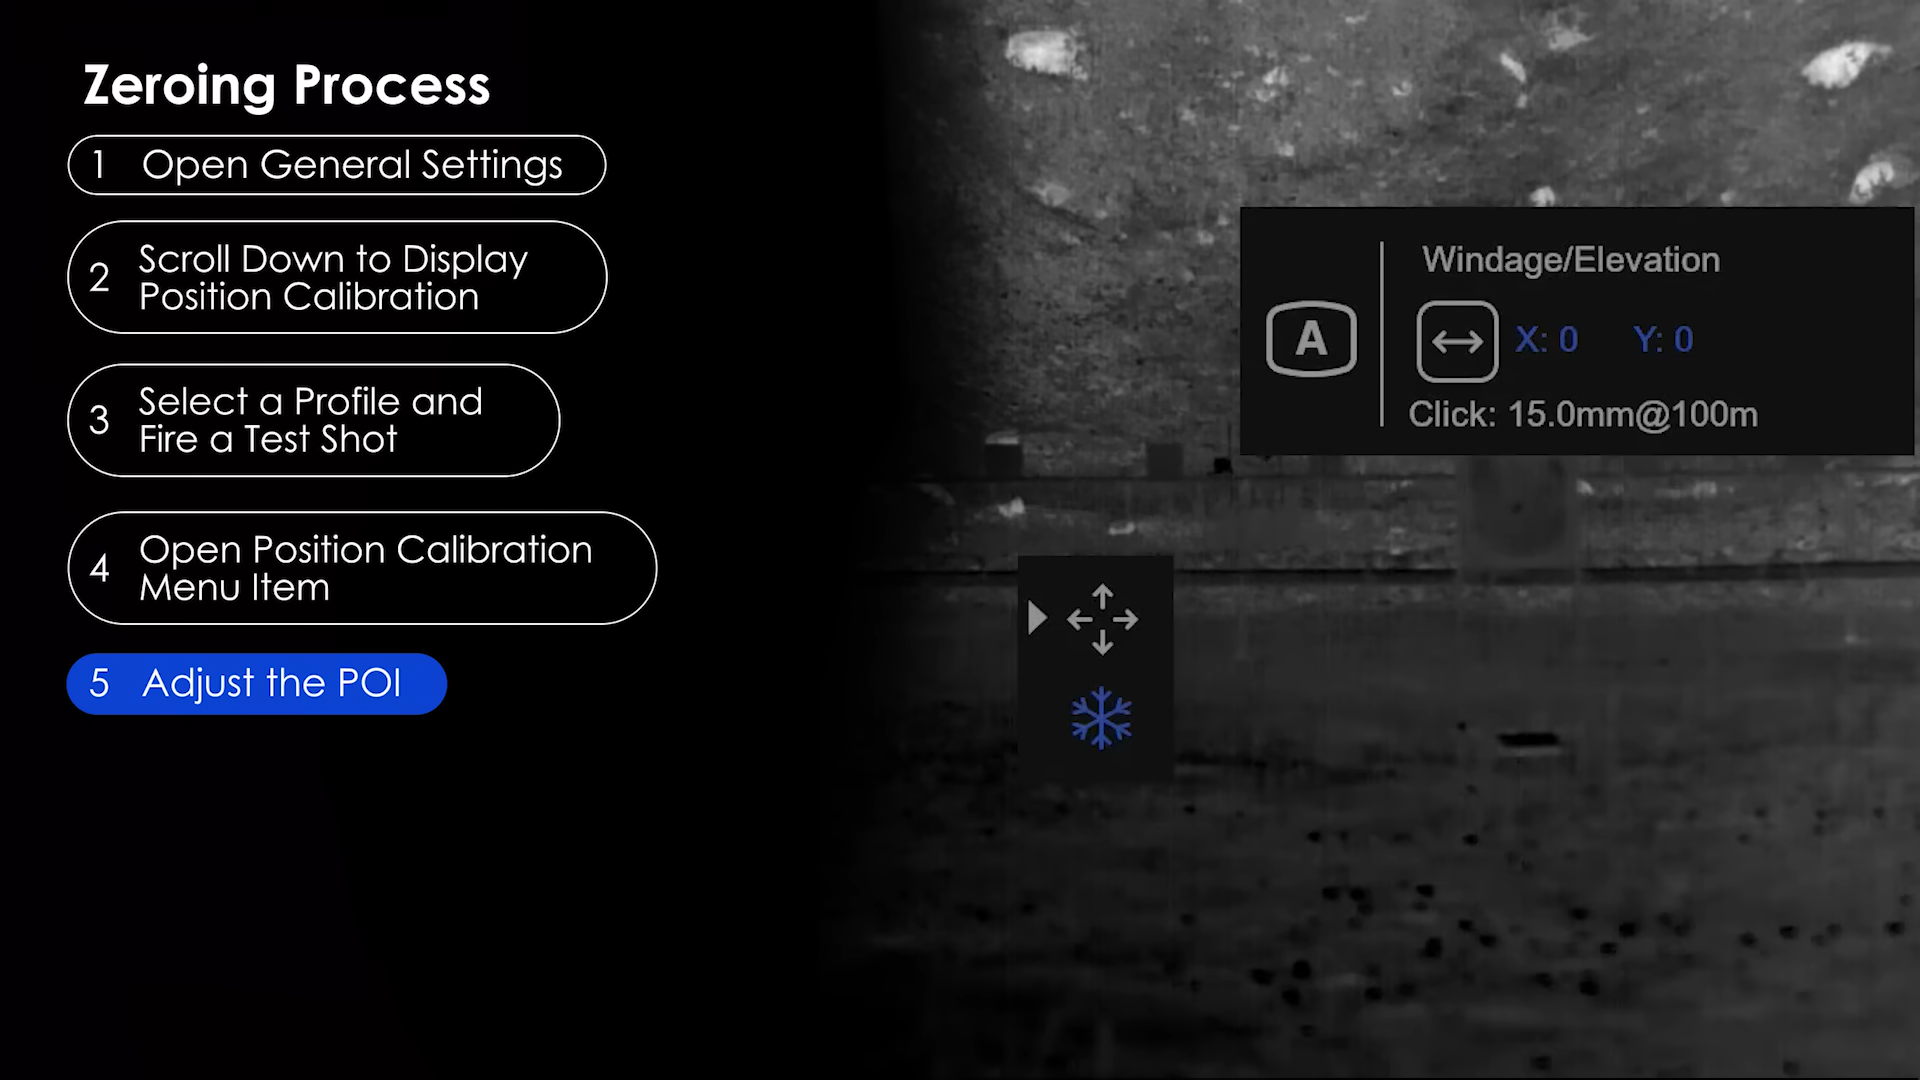 Zeroing Process
1 Open General Settings
2 Scroll Down to Display
Position Calibration
3 Select a Profile and
Fire a Test Shot
4 Open Position Calibration
Menu Item
5 Adjust the POI
Windage/Elevation
A
X: 0 Y: 0
Click: 15.0mm@100m